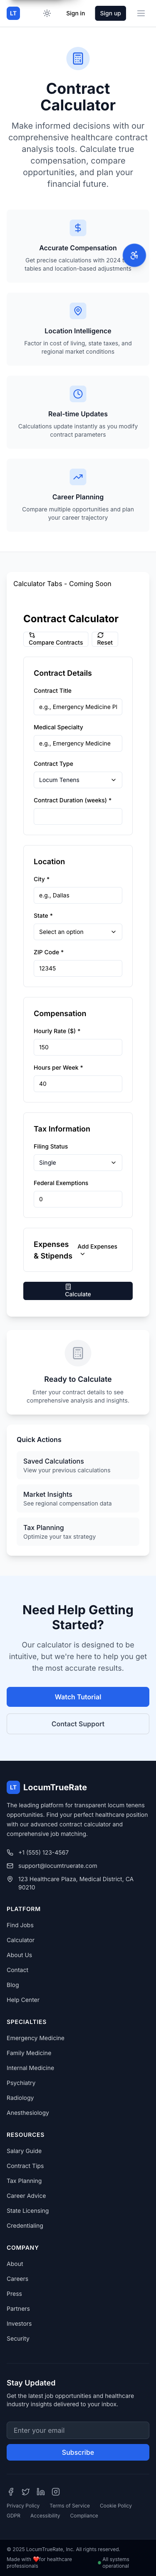 LT
Sign in
Sign up
Contract
Calculator
Make informed decisions with our
comprehensive healthcare contract
analysis tools. Calculate true
compensation, compare
opportunities, and plan your
financial future.
Accurate Compensation
Get precise calculations with 2024
tables and location-based adjustments
Location Intelligence
Factor in cost of living, state taxes, and
regional market conditions
Real-time Updates
Calculations update instantly as you modify
contract parameters
Career Planning
Compare multiple opportunities and plan
your career trajectory
Calculator Tabs - Coming Soon
Contract Calculator
Compare Contracts
Reset
Contract Details
Contract Title
e.g., Emergency Medicine Pl
Medical Specialty
e.g., Emergency Medicine
Contract Type
Locum Tenens
Contract Duration (weeks) *
Location
City *
e.g., Dallas
State *
Select an option
ZIP Code *
12345
Compensation
Hourly Rate ($) *
150
Hours per Week *
40
Tax Information
Filing Status
Single
Federal Exemptions
0
Expenses
& Stipends
Add Expenses
Calculate
Ready to Calculate
Enter your contract details to see
comprehensive analysis and insights.
Quick Actions
Saved Calculations
View your previous calculations
Market Insights
See regional compensation data
Tax Planning
Optimize your tax strategy
Need Help Getting
Started?
Our calculator is designed to be
intuitive, but we're here to help you get
the most accurate results.
Watch Tutorial
Contact Support
LT LocumTrueRate
The leading platform for transparent locum tenens
opportunities. Find your perfect healthcare position
with our advanced contract calculator and
comprehensive job matching.
+1 (555) 123-4567
support@locumtruerate.com
123 Healthcare Plaza, Medical District, CA
90210
PLATFORM
Find Jobs
Calculator
About Us
Contact
Blog
Help Center
SPECIALTIES
Emergency Medicine
Family Medicine
Internal Medicine
Psychiatry
Radiology
Anesthesiology
RESOURCES
Salary Guide
Contract Tips
Tax Planning
Career Advice
State Licensing
Credentialing
COMPANY
About
Careers
Press
Partners
Investors
Security
Stay Updated
Get the latest job opportunities and healthcare
industry insights delivered to your inbox.
Enter your email
Subscribe
Privacy Policy
Terms of Service
Cookie Policy
GDPR
Accessibility
Compliance
© 2025 LocumTrueRate, Inc. All rights reserved.
Made with ❤️ for healthcare
professionals
All systems
operational